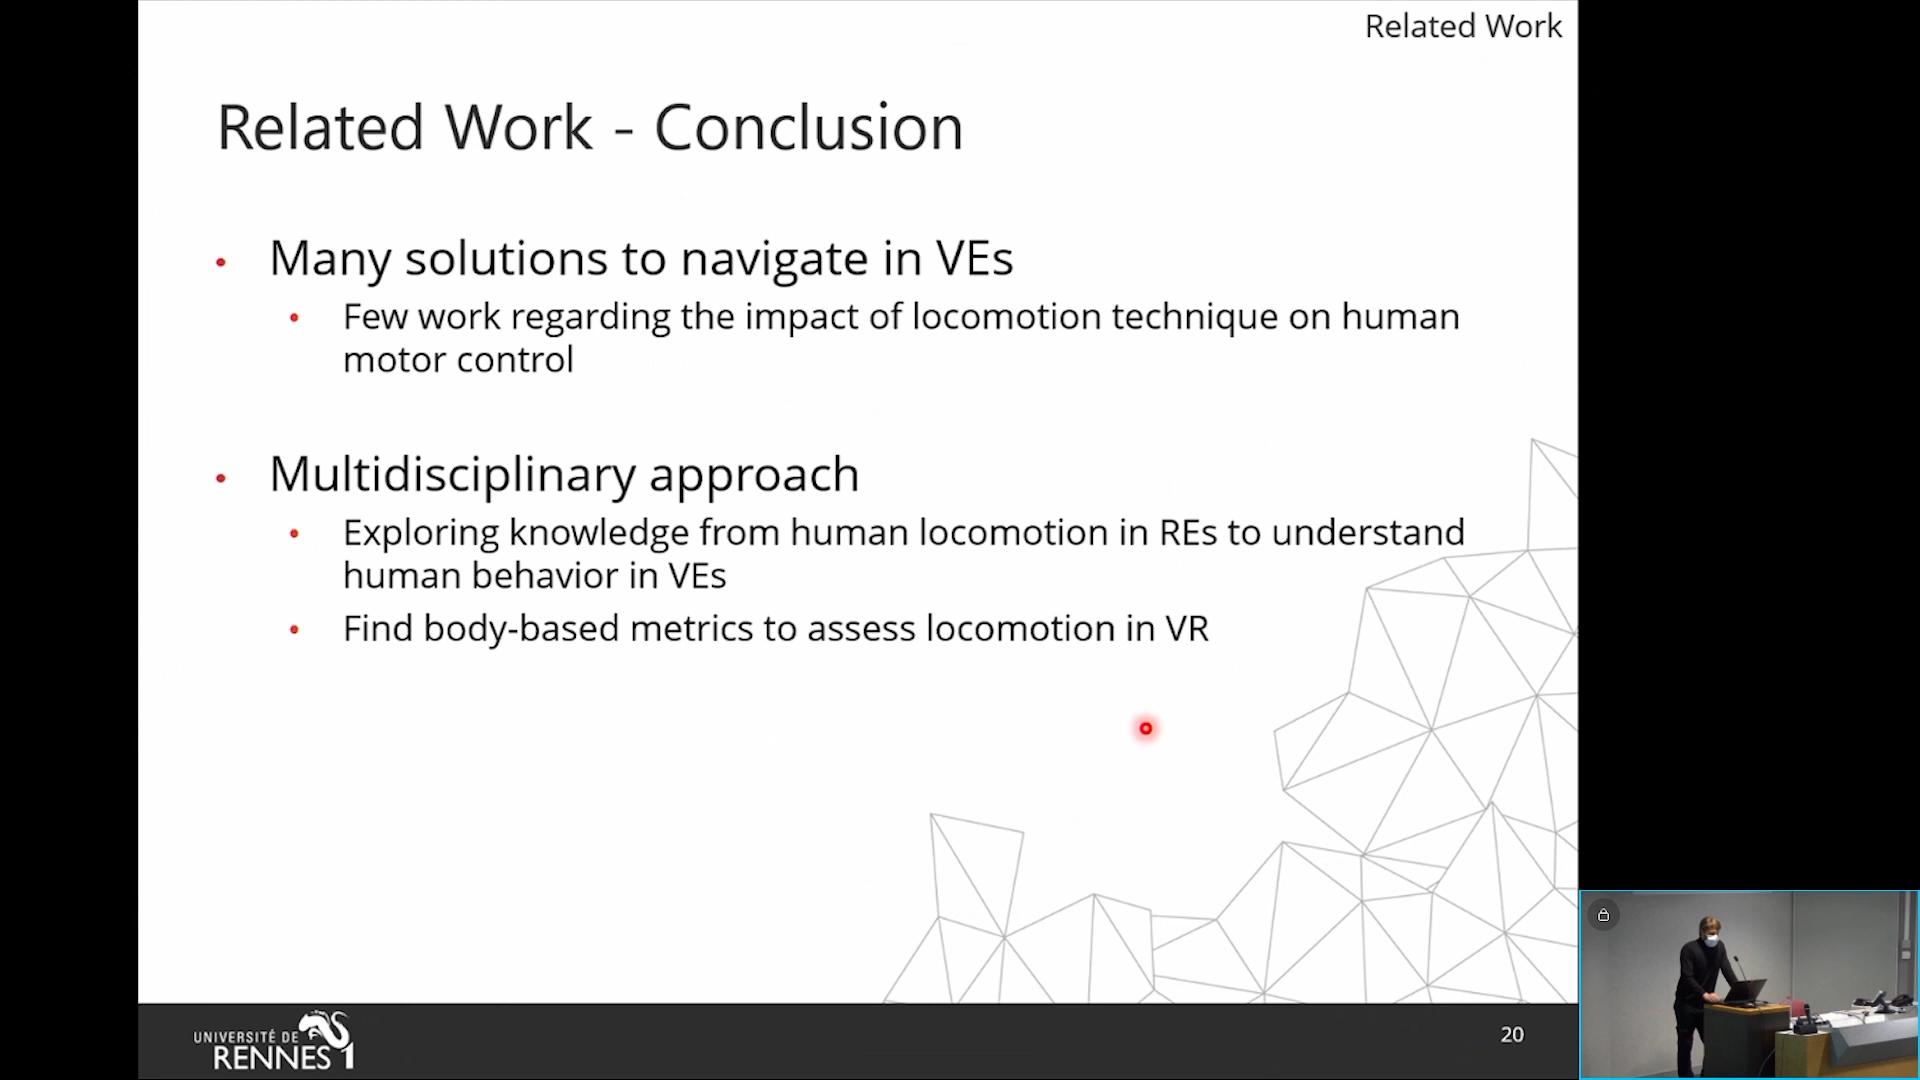 Related Work
Related Work - Conclusion
Many solutions to navigate in VEs
Few work regarding the impact of locomotion technique on human
motor control
Multidisciplinary approach
Exploring knowledge from human locomotion in REs to understand
human behavior in VEs
Find body-based metrics to assess locomotion in VR
UNIVERSITÉ DE
RENNES 1
20